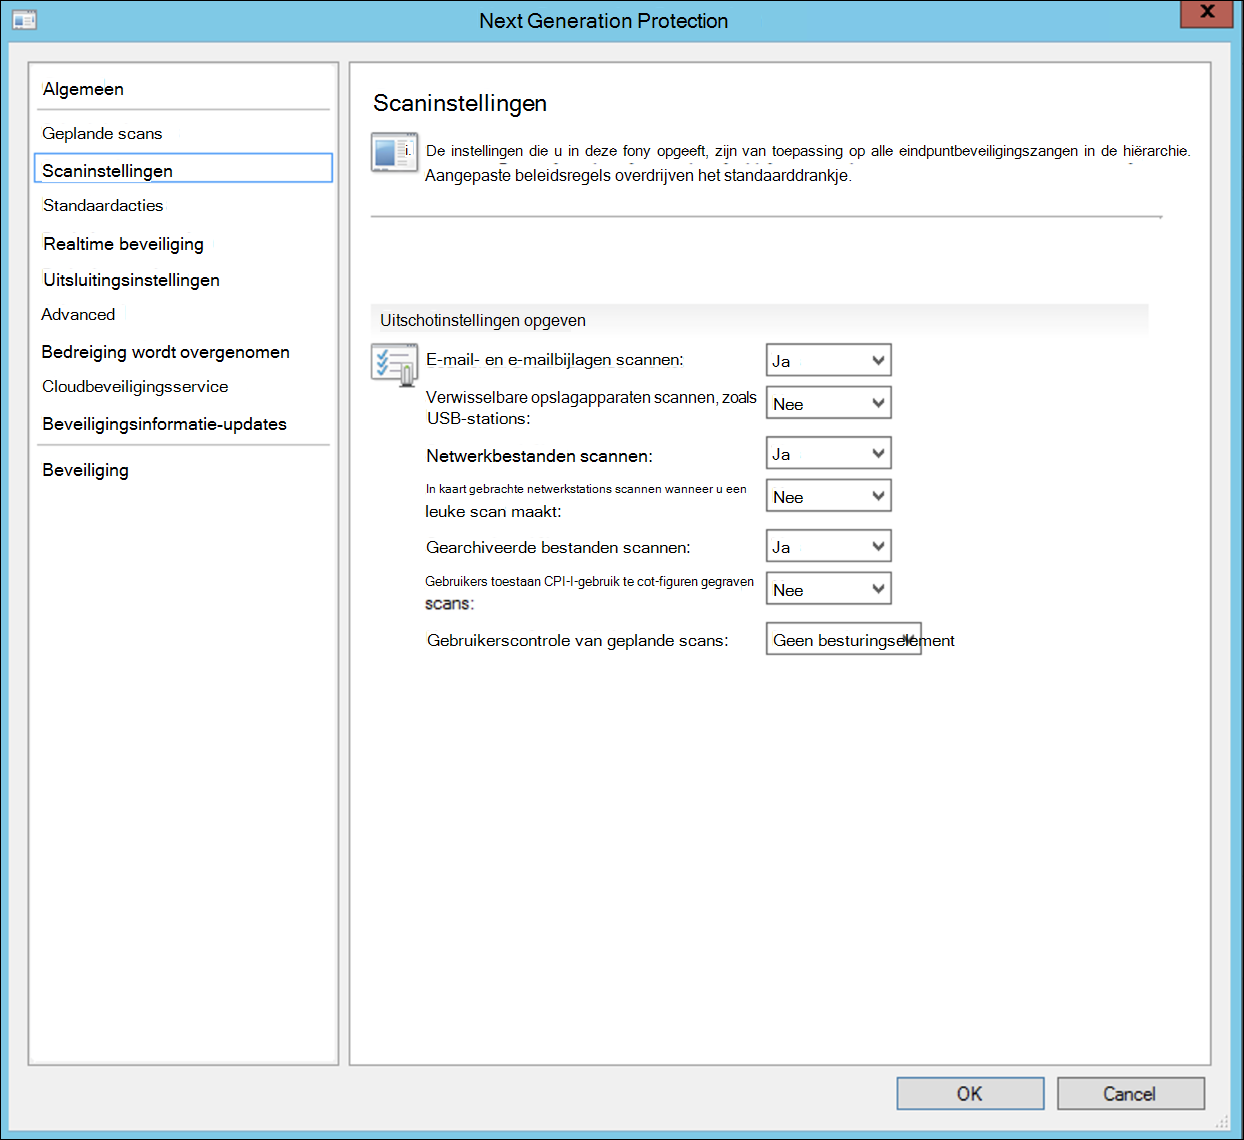 Next Generation Protection
X
Algemeen
Geplande scans
Scaninstellingen
Standaardacties
Realtime beveiliging
Uitsluitingsinstellingen
Advanced
Bedreiging wordt overgenomen
Cloudbeveiligingsservice
Beveiligingsinformatie-updates
Beveiliging
Scaninstellingen
De instellingen die u in deze fony opgeeft, zijn van toepassing op alle eindpuntbeveiligingszangen in de hiërarchie.
Aangepaste beleidsregels overdrijven het standaarddrankje.
Uitschotinstellingen opgeven
E-mail- en e-mailbijlagen scannen: Ja
Verwisselbare opslagapparaten scannen, zoals
USB-stations: Nee
Netwerkbestanden scannen: Ja
In kaart gebrachte netwerkstations scannen wanneer u een
leuke scan maakt: Nee
Gearchiveerde bestanden scannen: Ja
Gebruikers toestaan CPI-I-gebruik te cot-figuren gegraven
scans: Nee
Gebruikerscontrole van geplande scans: Geen besturingselement
OK Cancel